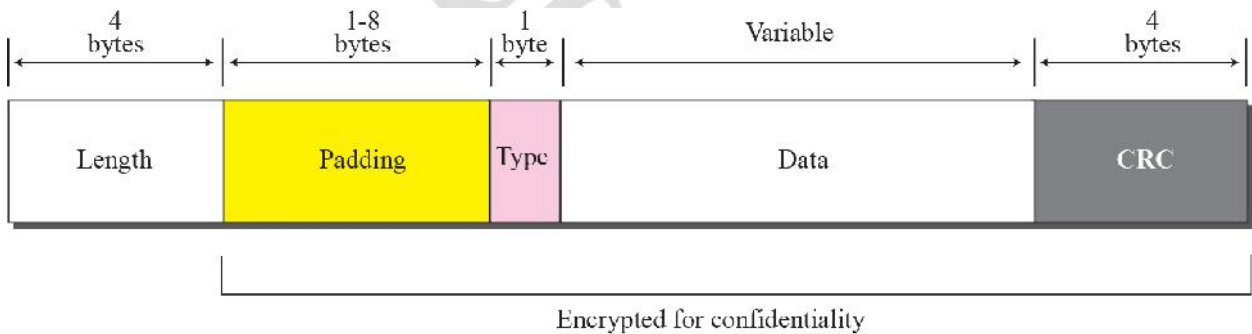 4 bytes
1-8 bytes
1 byte
Variable
4 bytes
Length
Padding
Type
Data
CRC
Encrypted for confidentiality